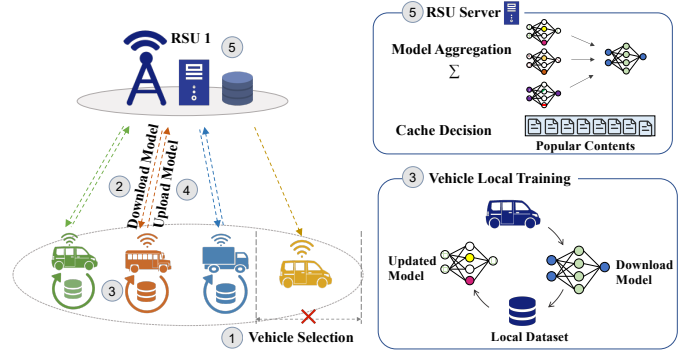 RSU 1
5
2
Download Model
Upload Model
4
3
1
Vehicle Selection
5
RSU Server
Model Aggregation
Σ
Cache Decision
Popular Contents
3
Vehicle Local Training
Updated
Model
Download
Model
Local Dataset